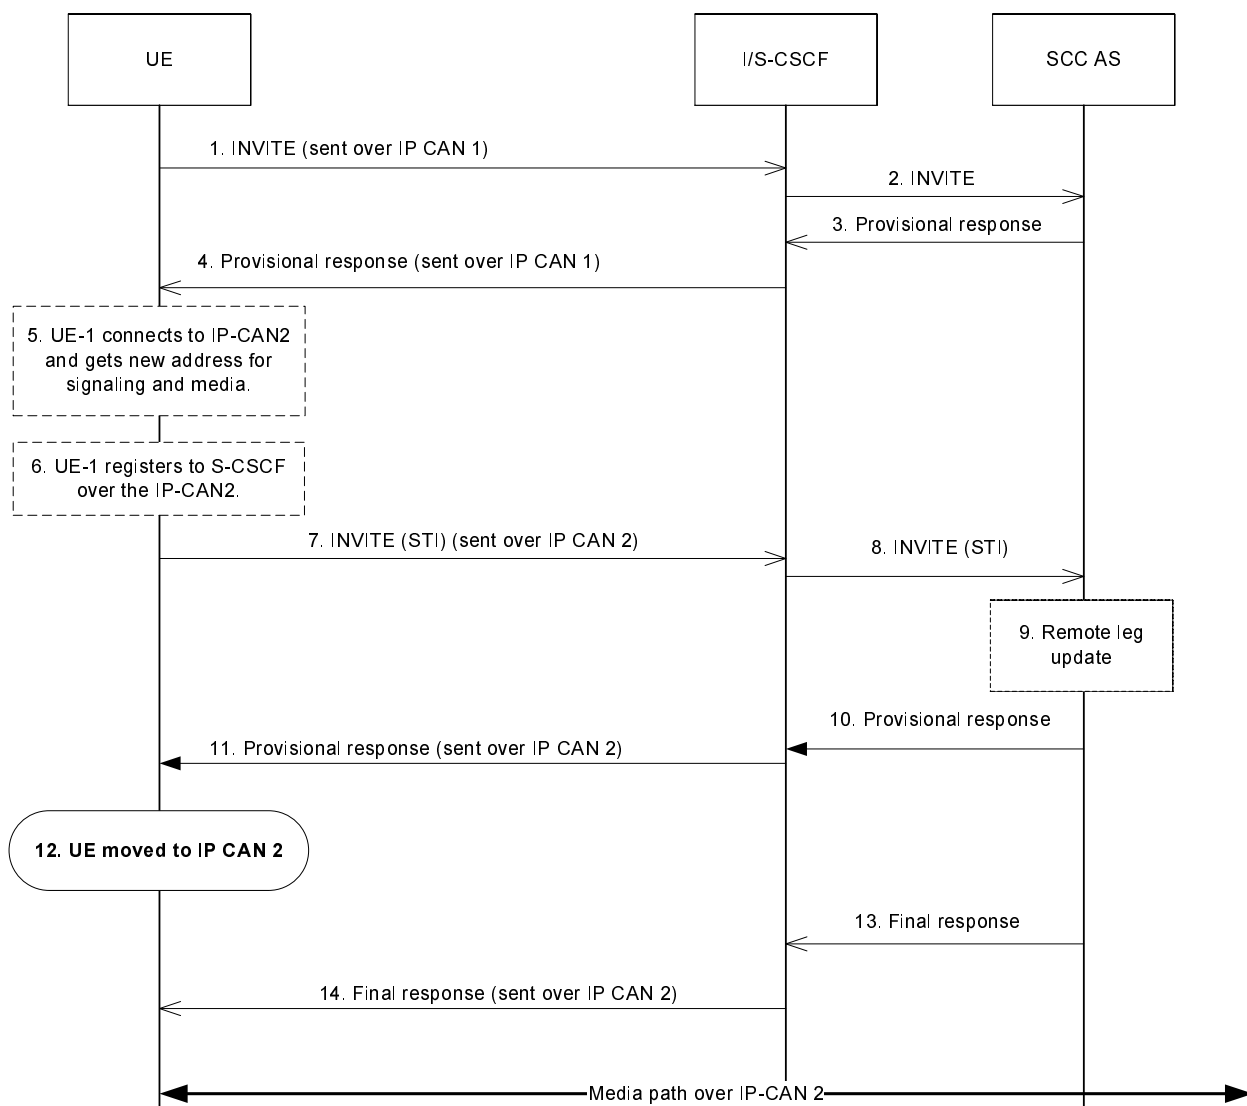 UE
I/S-CSCF
SCC AS
1. INVITE (sent over IP CAN 1)
2. INVITE
3. Provisional response
4. Provisional response (sent over IP CAN 1)
5. UE-1 connects to IP-CAN2
and gets new address for
signaling and media.
6. UE-1 registers to S-CSCF
over the IP-CAN2.
7. INVITE (STI) (sent over IP CAN 2)
8. INVITE (STI)
9. Remote leg
update
10. Provisional response
11. Provisional response (sent over IP CAN 2)
12. UE moved to IP CAN 2
13. Final response
14. Final response (sent over IP CAN 2)
Media path over IP-CAN 2